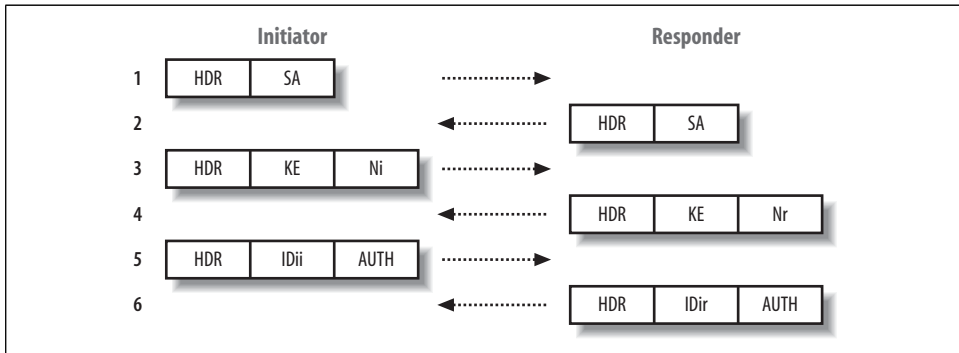 Initiator Responder
1 HDR SA
2 HDR SA
3 HDR KE Ni
4 HDR KE Nr
5 HDR IDii AUTH
6 HDR IDir AUTH